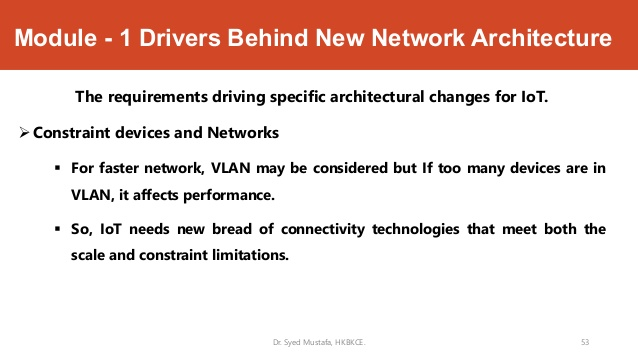 Module - 1 Drivers Behind New Network Architecture
The requirements driving specific architectural changes for IoT.
➢ Constraint devices and Networks
▪ For faster network, VLAN may be considered but If too many devices are in
VLAN, it affects performance.
▪ So, IoT needs new bread of connectivity technologies that meet both the
scale and constraint limitations.
Dr. Syed Mustafa, HKBKCE.
53